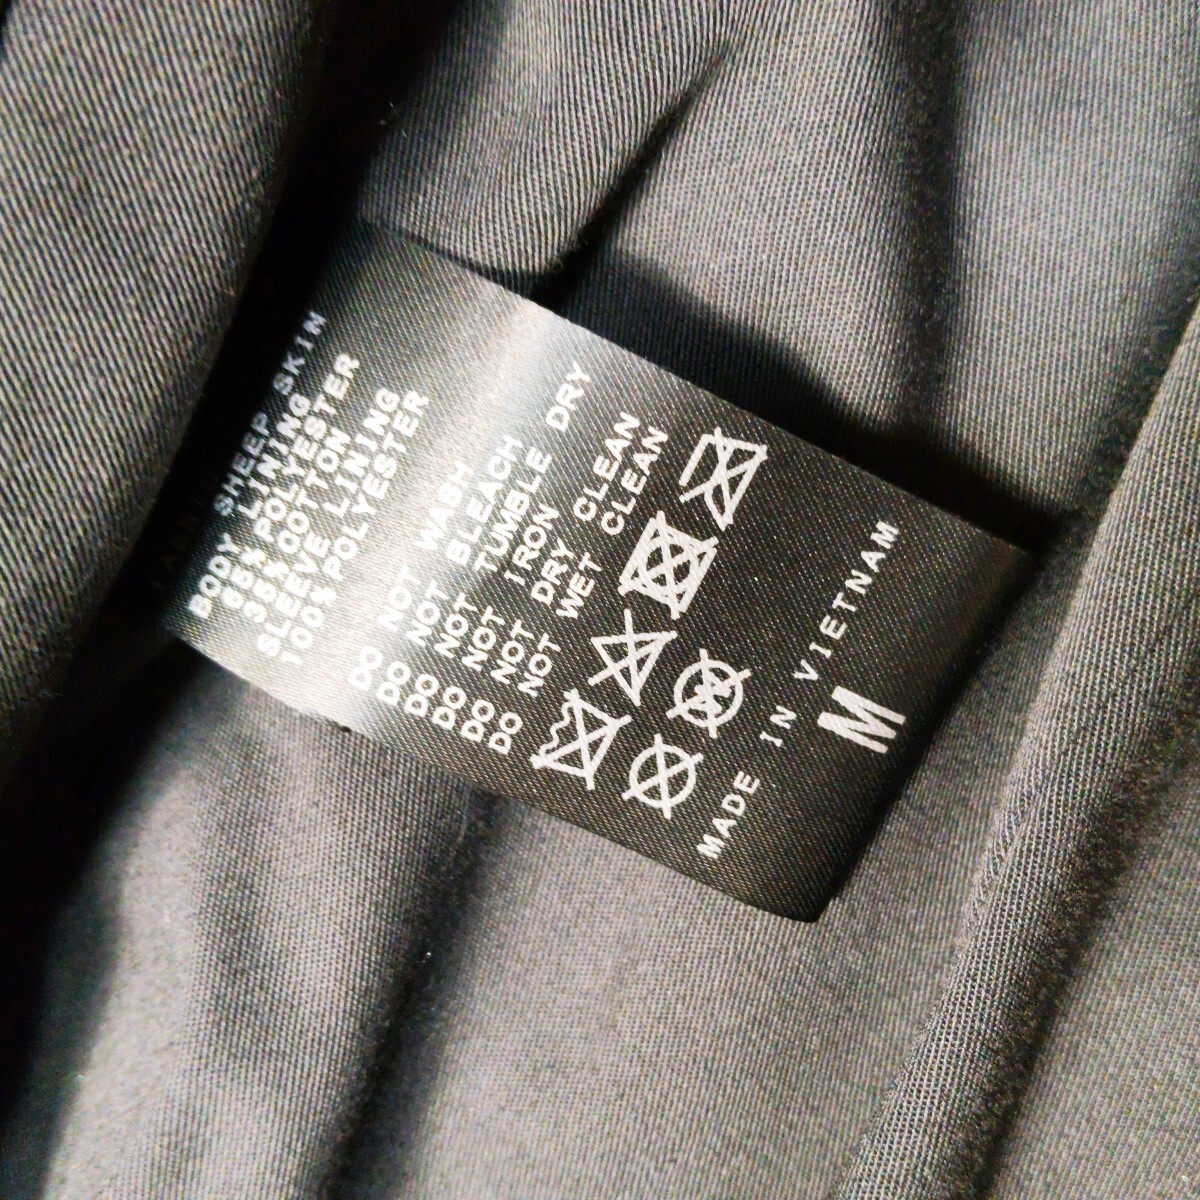 SHEEP SKIN
BODY LINING
65% POLYESTER
35% COTTON
SLEEVE LINING
100% POLYESTER
DO NOT WASH
DO NOT BLEACH
DO NOT TUMBLE DRY
DO NOT IRON
DO NOT DRY CLEAN
DO NOT WET CLEAN
MADE IN VIETNAM
M